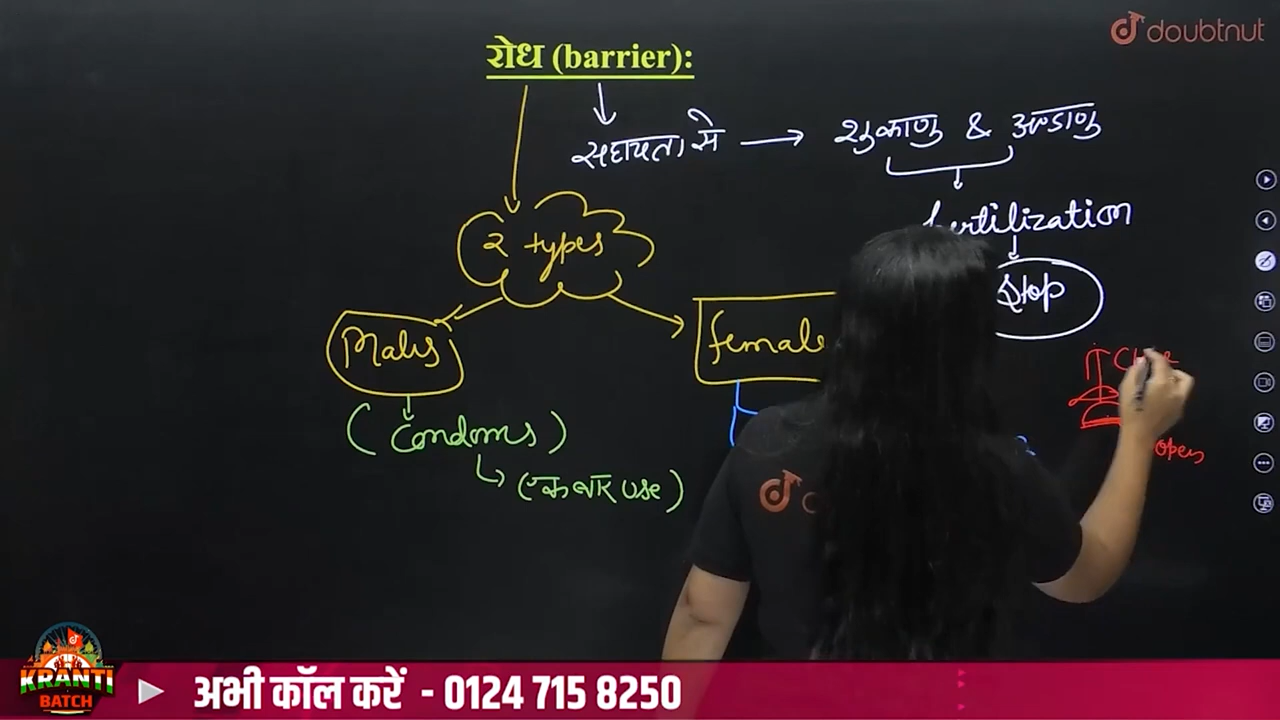 doubtnut
रोध (barrier):
सहायता से → शुक्राणु & अण्डाणु
fertilization
Stop
2 types
Males
female
(Condoms)
(एक बार use)
open
KRANTI
BATCH
अभी कॉल करें - 0124 715 8250